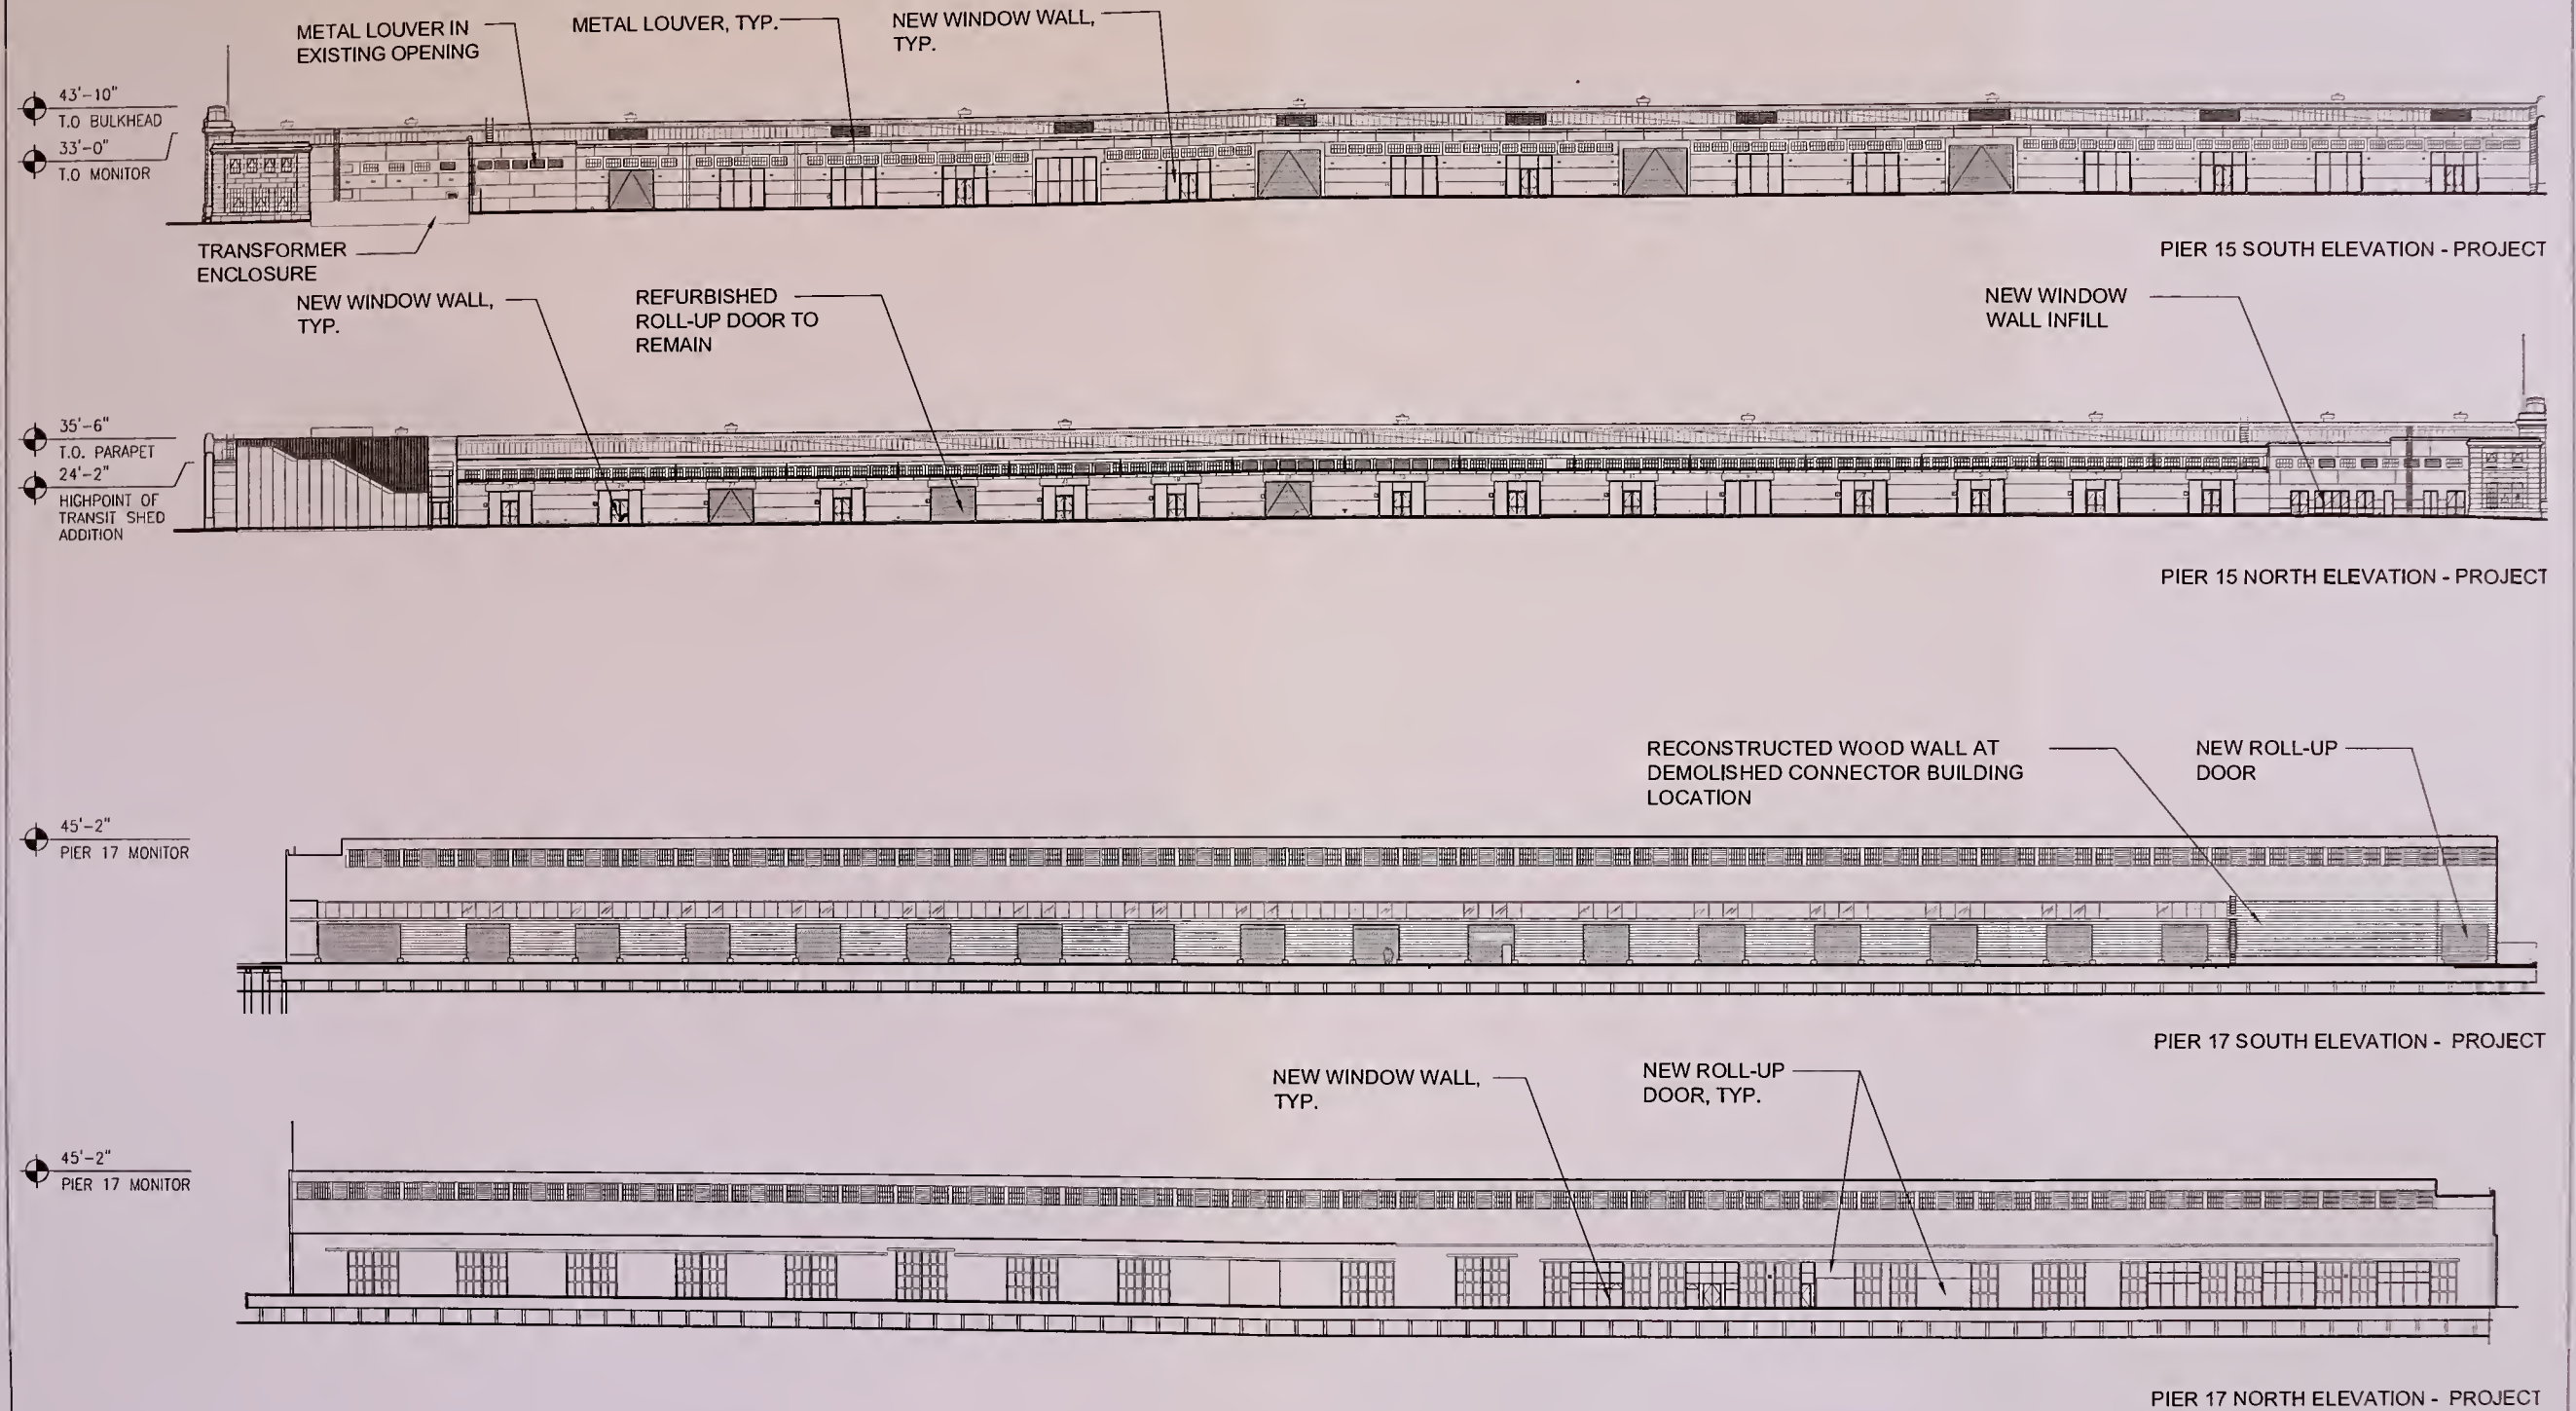 METAL LOUVER IN
EXISTING OPENING
METAL LOUVER, TYP.
NEW WINDOW WALL,
TYP.
43'-10"
T.O BULKHEAD
33'-0"
T.O MONITOR
TRANSFORMER
ENCLOSURE
PIER 15 SOUTH ELEVATION - PROJECT
NEW WINDOW WALL,
TYP.
REFURBISHED
ROLL-UP DOOR TO
REMAIN
NEW WINDOW
WALL INFILL
35'-6"
T.O. PARAPET
24'-2"
HIGHPOINT OF
TRANSIT SHED
ADDITION
PIER 15 NORTH ELEVATION - PROJECT
RECONSTRUCTED WOOD WALL AT
DEMOLISHED CONNECTOR BUILDING
LOCATION
NEW ROLL-UP
DOOR
45'-2"
PIER 17 MONITOR
PIER 17 SOUTH ELEVATION - PROJECT
NEW WINDOW WALL,
TYP.
NEW ROLL-UP
DOOR, TYP.
45'-2"
PIER 17 MONITOR
PIER 17 NORTH ELEVATION - PROJECT